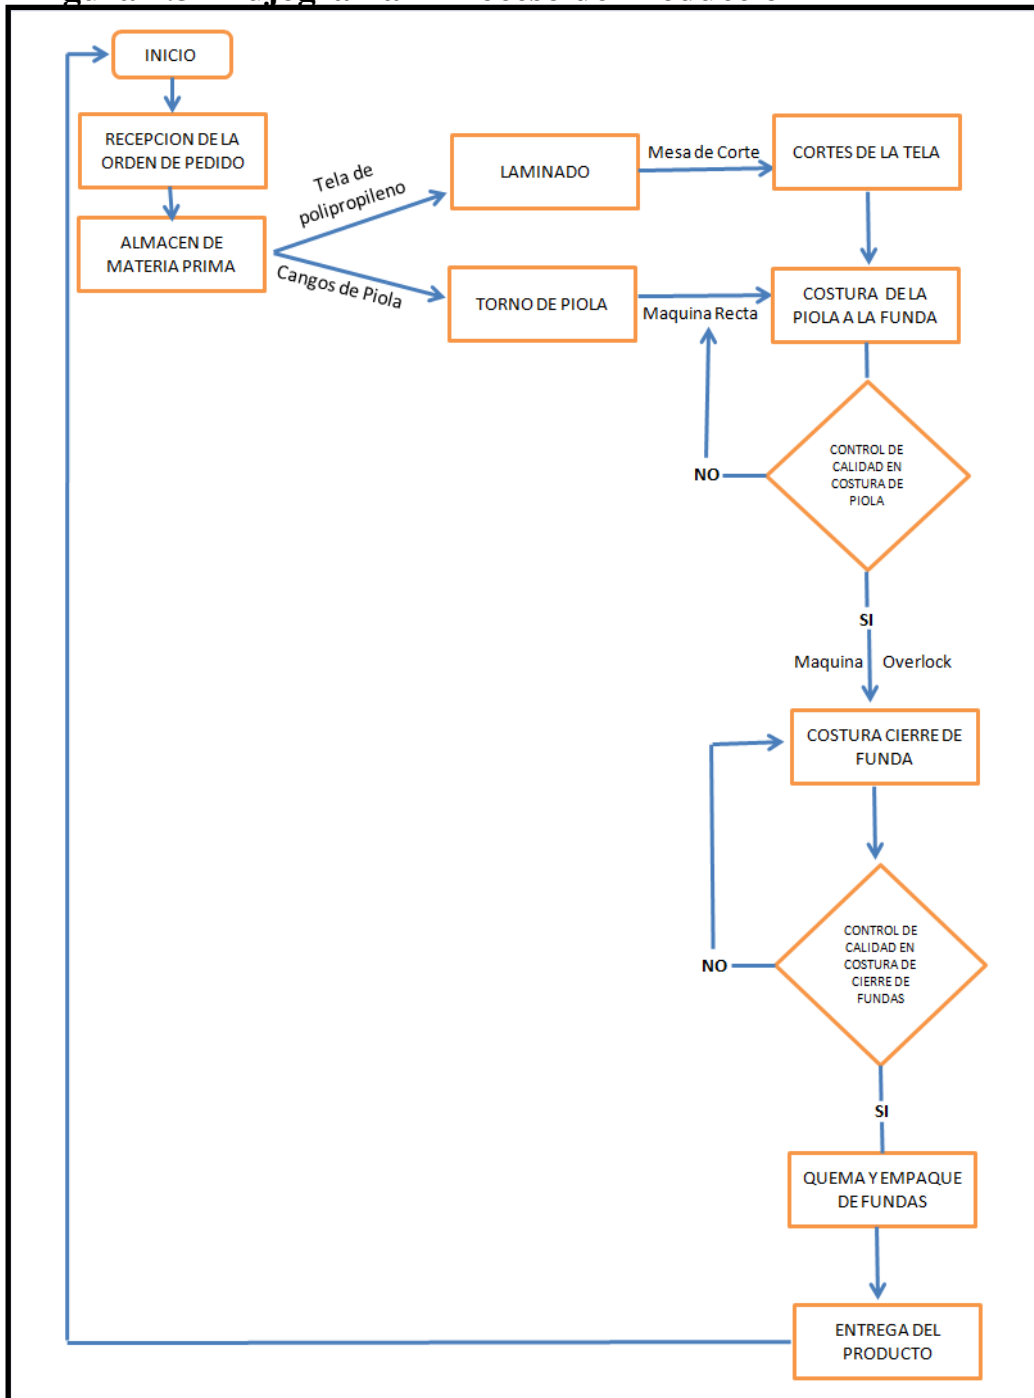 INICIO
RECEPCION DE LA
ORDEN DE PEDIDO
ALMACEN DE
MATERIA PRIMA
Tela de
polipropileno
Cangos de Piola
LAMINADO
Mesa de Corte
CORTES DE LA TELA
TORNO DE PIOLA
Maquina Recta
COSTURA DE LA
PIOLA A LA FUNDA
CONTROL DE
CALIDAD EN
COSTURA DE
PIOLA
NO
SI
Maquina Overlock
COSTURA CIERRE DE
FUNDA
CONTROL DE
CALIDAD EN
COSTURA DE
CIERRE DE
FUNDAS
NO
SI
QUEMA Y EMPAQUE
DE FUNDAS
ENTREGA DEL
PRODUCTO